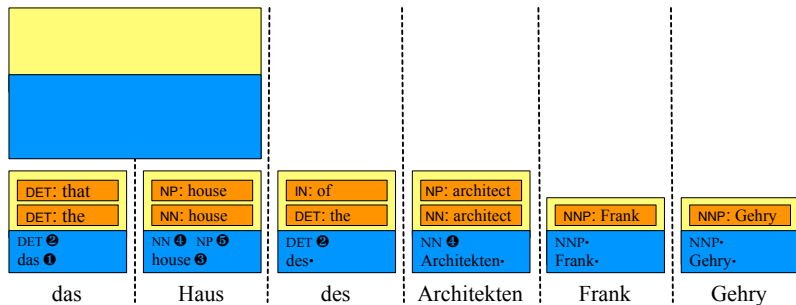 DET: that NP: house IN: of NP: architect
DET: the NN: house DET: the NN: architect NNP: Frank NNP: Gehry
DET ❷ NN ❹ NP ❺ DET ❷ NN ❹ NNP• NNP•
das ❶ house ❸ des• Architekten• Frank• Gehry•
das Haus des Architekten Frank Gehry